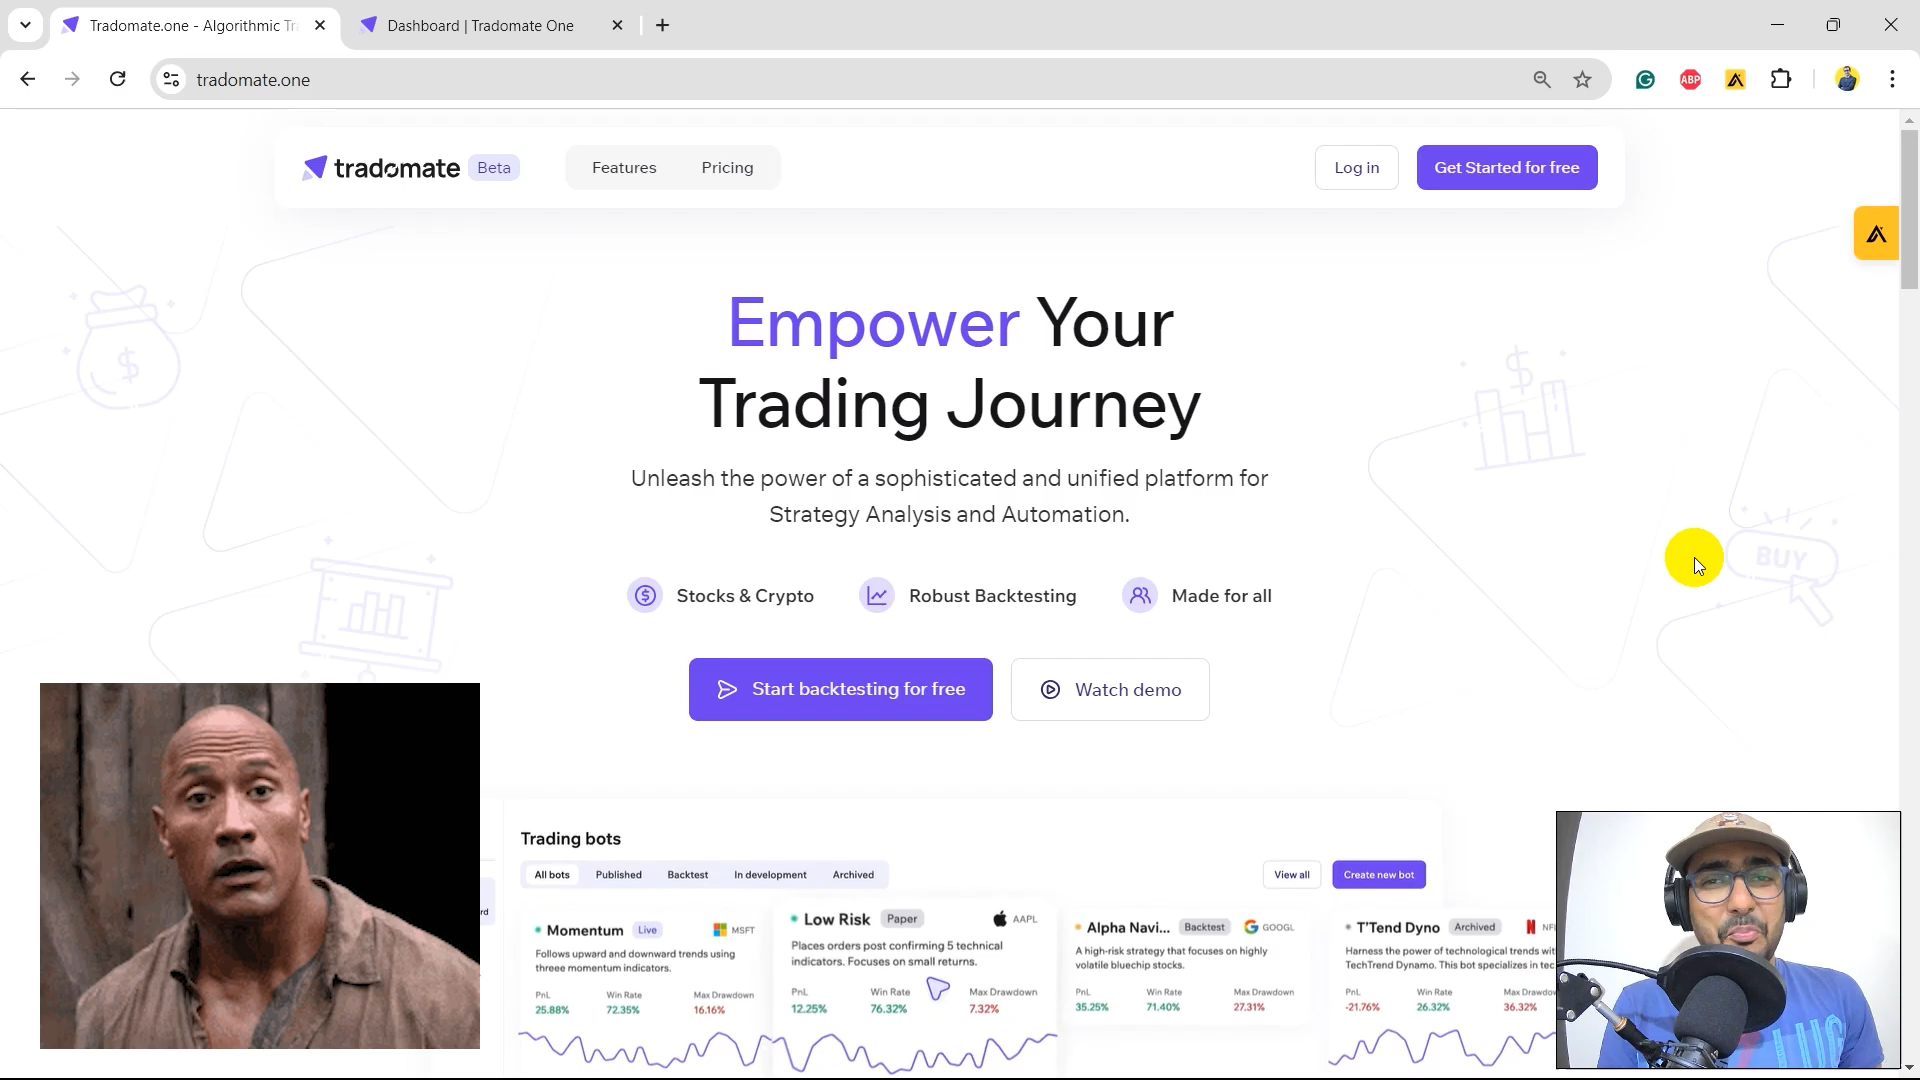 Tradomate.one - Algorithmic Tr
Dashboard | Tradomate One
tradomate.one
ABP
tradomate Beta
Features
Pricing
Log in
Get Started for free
Empower Your
Trading Journey
Unleash the power of a sophisticated and unified platform for
Strategy Analysis and Automation.
Stocks & Crypto
Robust Backtesting
Made for all
BUY
Start backtesting for free
Watch demo
Trading bots
All bots
Published
Backtest
In development
Archived
View all
Create new bot
rd
Momentum Live MSFT
Follows upward and downward trends using
threee momentum indicators.
PnL Win Rate Max Drawdown
25.88% 72.35% 16.16%
Low Risk Paper AAPL
Places orders post confirming 5 technical
indicators. Focuses on small returns.
PnL Win Rate Max Drawdown
12.25% 76.32% 7.32%
Alpha Navi... Backtest GOOGL
A high-risk strategy that focuses on highly
volatile bluechip stocks.
PnL Win Rate Max Drawdown
35.25% 71.40% 27.31%
T'Tend Dyno Archived NF
Harness the power of technological trends wit
TechTrend Dynamo. This bot specializes in tec
PnL Win Rate Max Drawdow
-21.76% 26.32% 36.32%